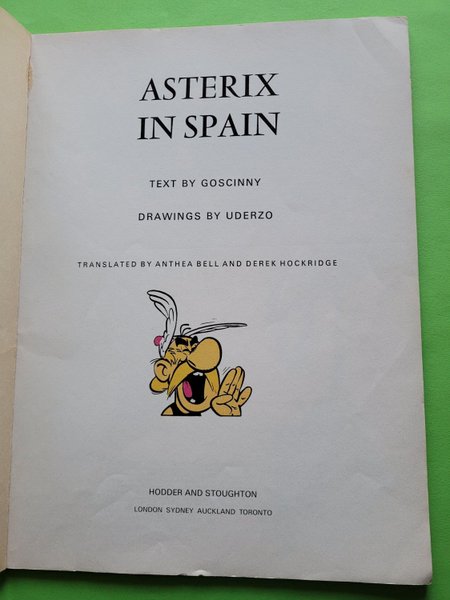 ASTERIX
IN SPAIN
TEXT BY GOSCINNY
DRAWINGS BY UDERZO
TRANSLATED BY ANTHEA BELL AND DEREK HOCKRIDGE
HODDER AND STOUGHTON
LONDON SYDNEY AUCKLAND TORONTO